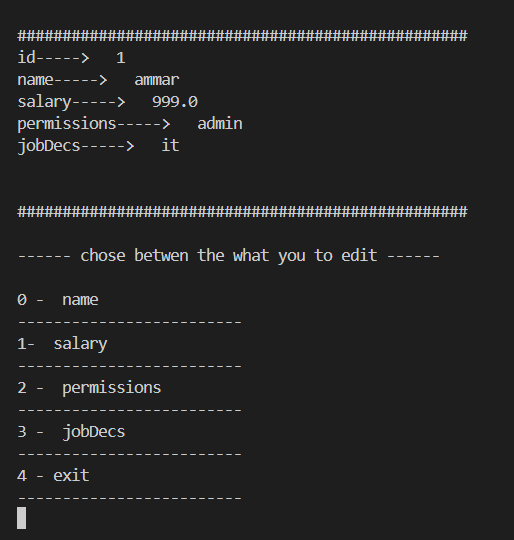 ##################################################
id-----> 1
name-----> ammar
salary-----> 999.0
permissions-----> admin
jobDecs-----> it
##################################################
------ chose betwen the what you to edit ------
0 - name
-------------------------
1- salary
-------------------------
2 - permissions
-------------------------
3 - jobDecs
-------------------------
4 - exit
-------------------------